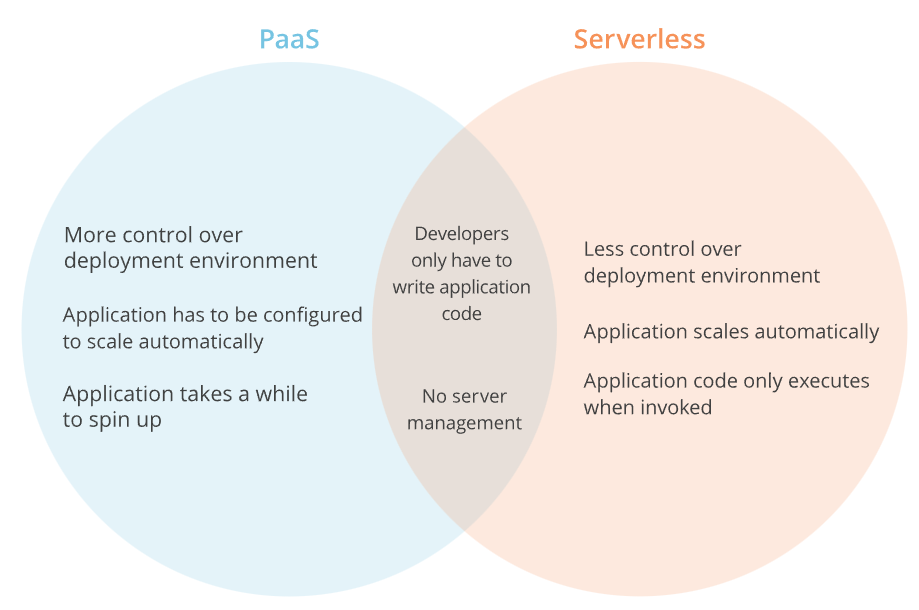 PaaS
Serverless
More control over
deployment environment
Application has to be configured
to scale automatically
Application takes a while
to spin up
Developers
only have to
write application
code
No server
management
Less control over
deployment environment
Application scales automatically
Application code only executes
when invoked